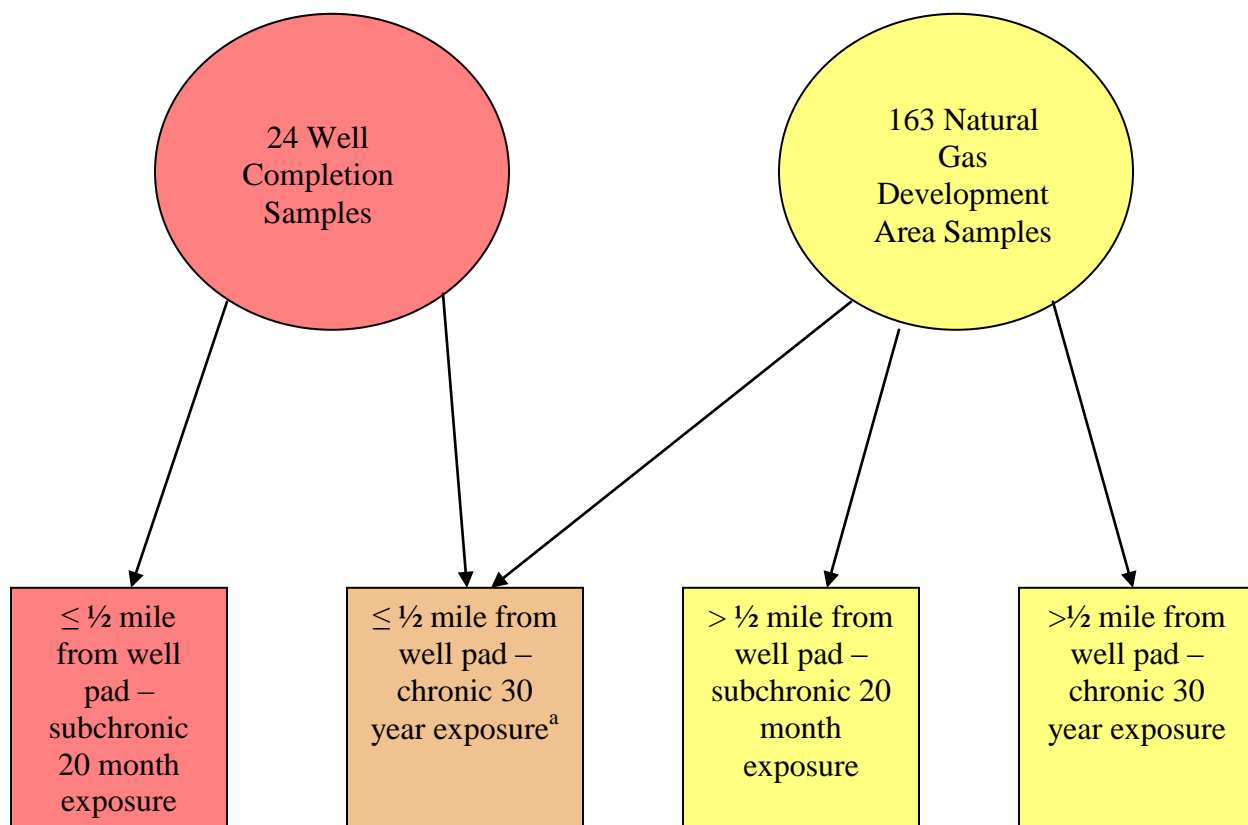 24 Well
Completion
Samples
163 Natural
Gas
Development
Area Samples
≤ ½ mile
from well
pad –
subchronic
20 month
exposure
≤ ½ mile from
well pad –
chronic 30
year exposureᵃ
> ½ mile from
well pad –
subchronic 20
month
exposure
>½ mile from
well pad –
chronic 30
year exposure